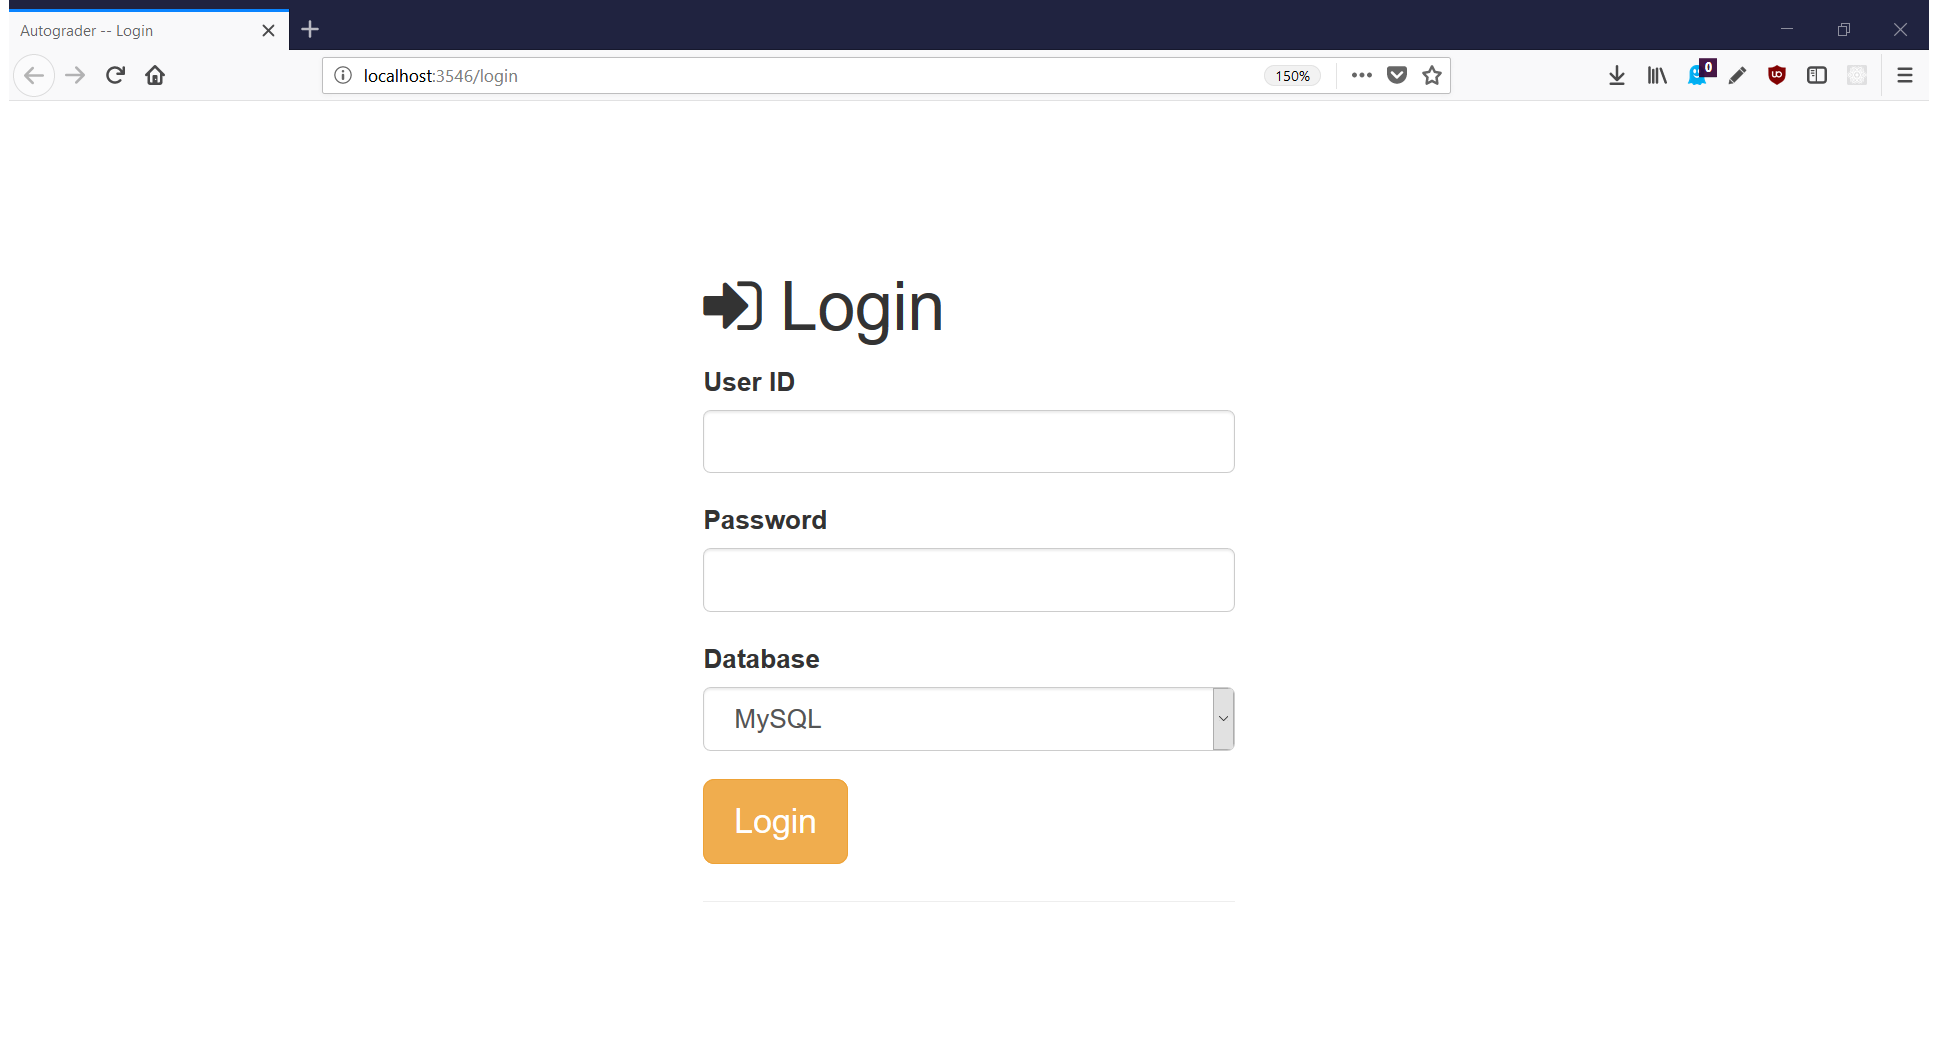 Autograder -- Login
localhost:3546/login
150%
0
Login
User ID
Password
Database
MySQL
Login